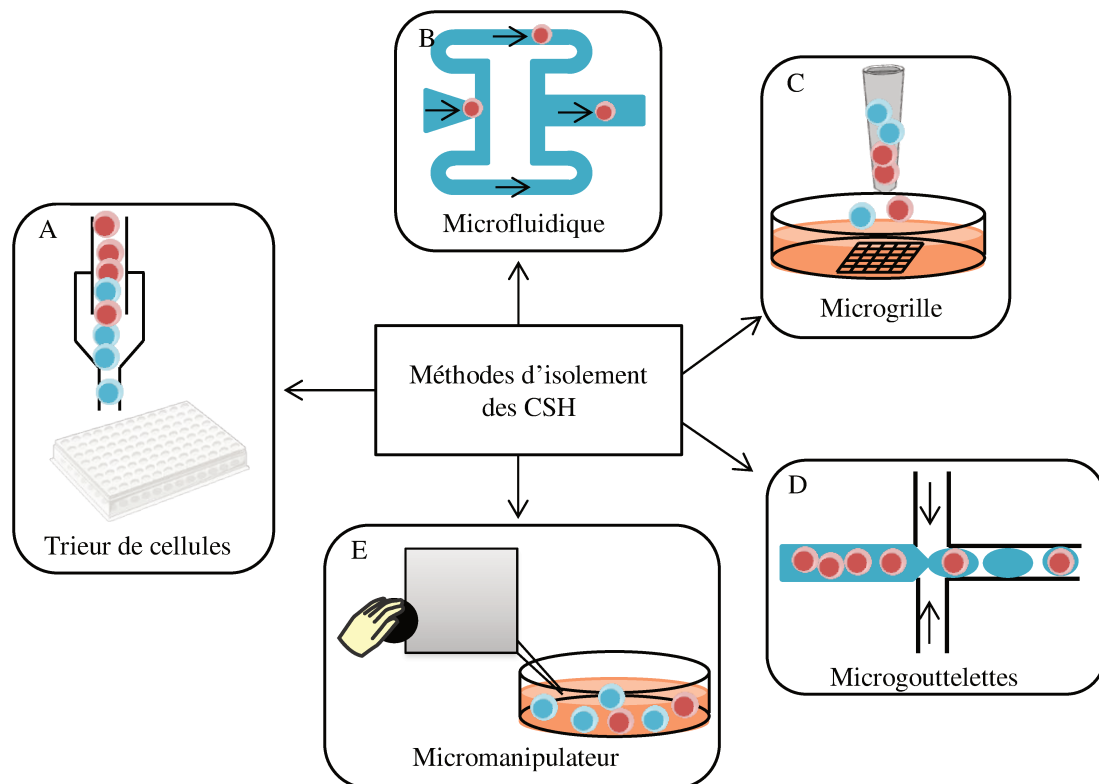 B
Microfluidique
C
Microgrille
A
Trieur de cellules
Méthodes d’isolement
des CSH
D
Microgouttelettes
E
Micromanipulateur